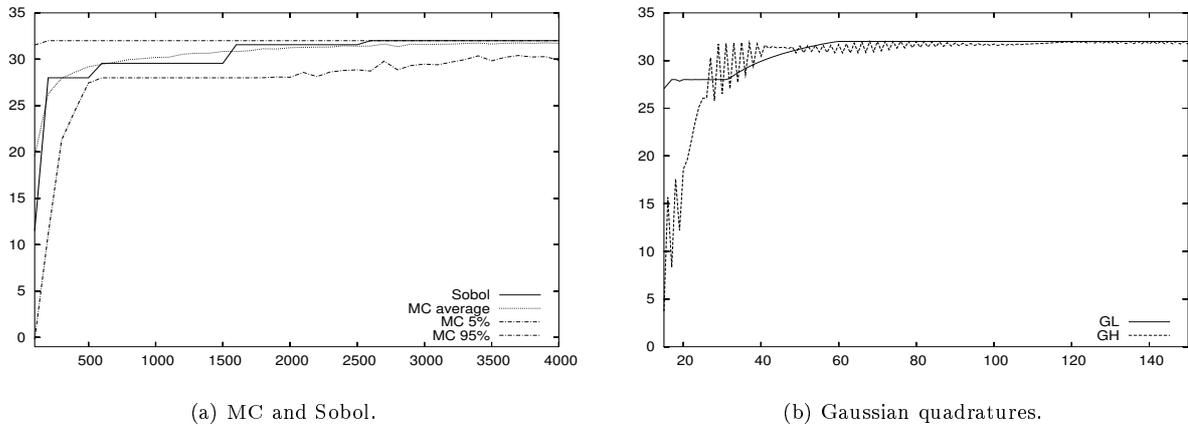 35
30
25
20
15
10
5
0
500 1000 1500 2000 2500 3000 3500 4000
Sobol
MC average
MC 5%
MC 95%
(a) MC and Sobol.
35
30
25
20
15
10
5
0
20 40 60 80 100 120 140
GL
GH
(b) Gaussian quadratures.